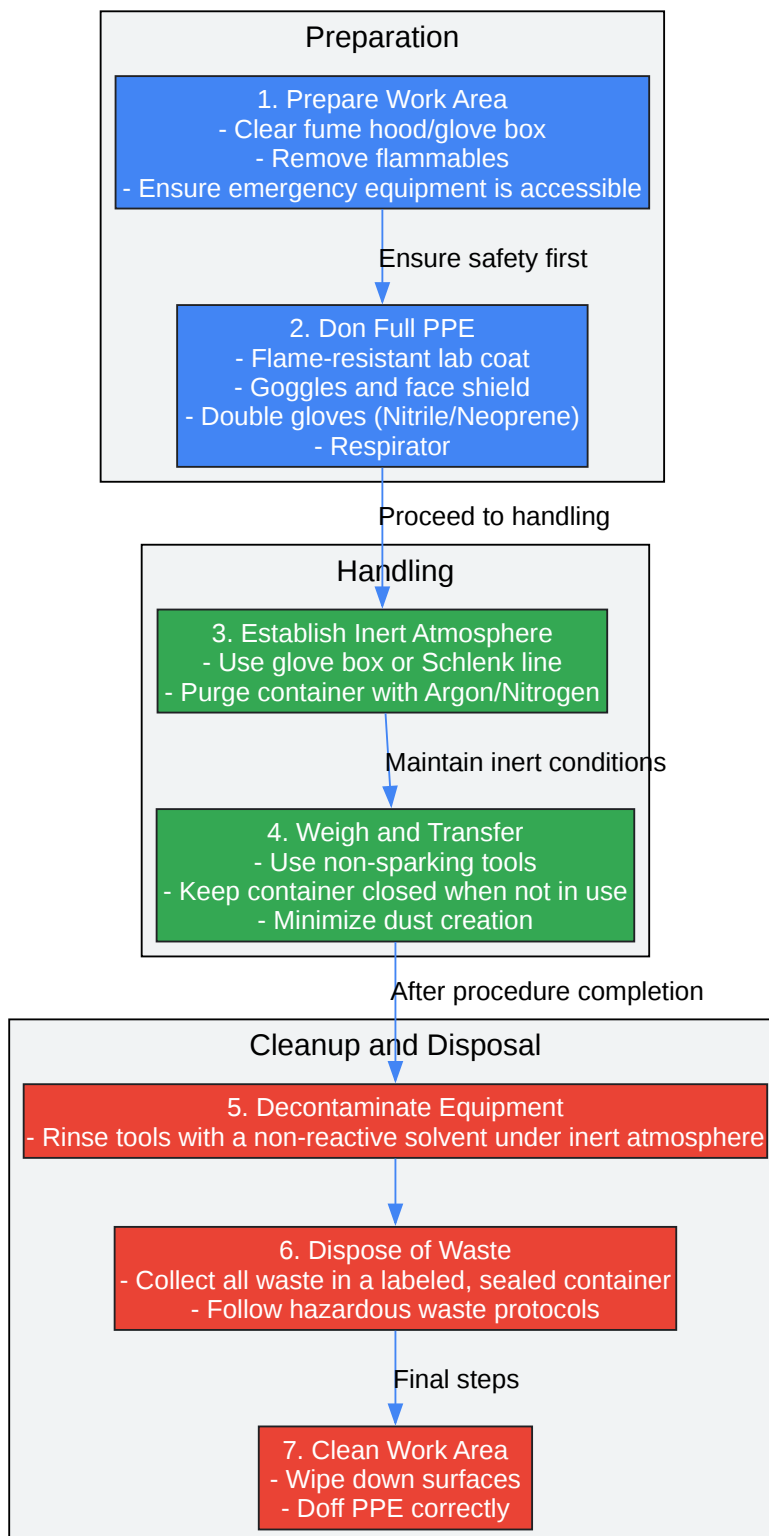 Preparation
1. Prepare Work Area
- Clear fume hood/glove box
- Remove flammables
- Ensure emergency equipment is accessible
Ensure safety first
2. Don Full PPE
- Flame-resistant lab coat
- Goggles and face shield
- Double gloves (Nitrile/Neoprene)
- Respirator
Proceed to handling
Handling
3. Establish Inert Atmosphere
- Use glove box or Schlenk line
- Purge container with Argon/Nitrogen
Maintain inert conditions
4. Weigh and Transfer
- Use non-sparking tools
- Keep container closed when not in use
- Minimize dust creation
After procedure completion
Cleanup and Disposal
5. Decontaminate Equipment
- Rinse tools with a non-reactive solvent under inert atmosphere
6. Dispose of Waste
- Collect all waste in a labeled, sealed container
- Follow hazardous waste protocols
Final steps
7. Clean Work Area
- Wipe down surfaces
- Doff PPE correctly